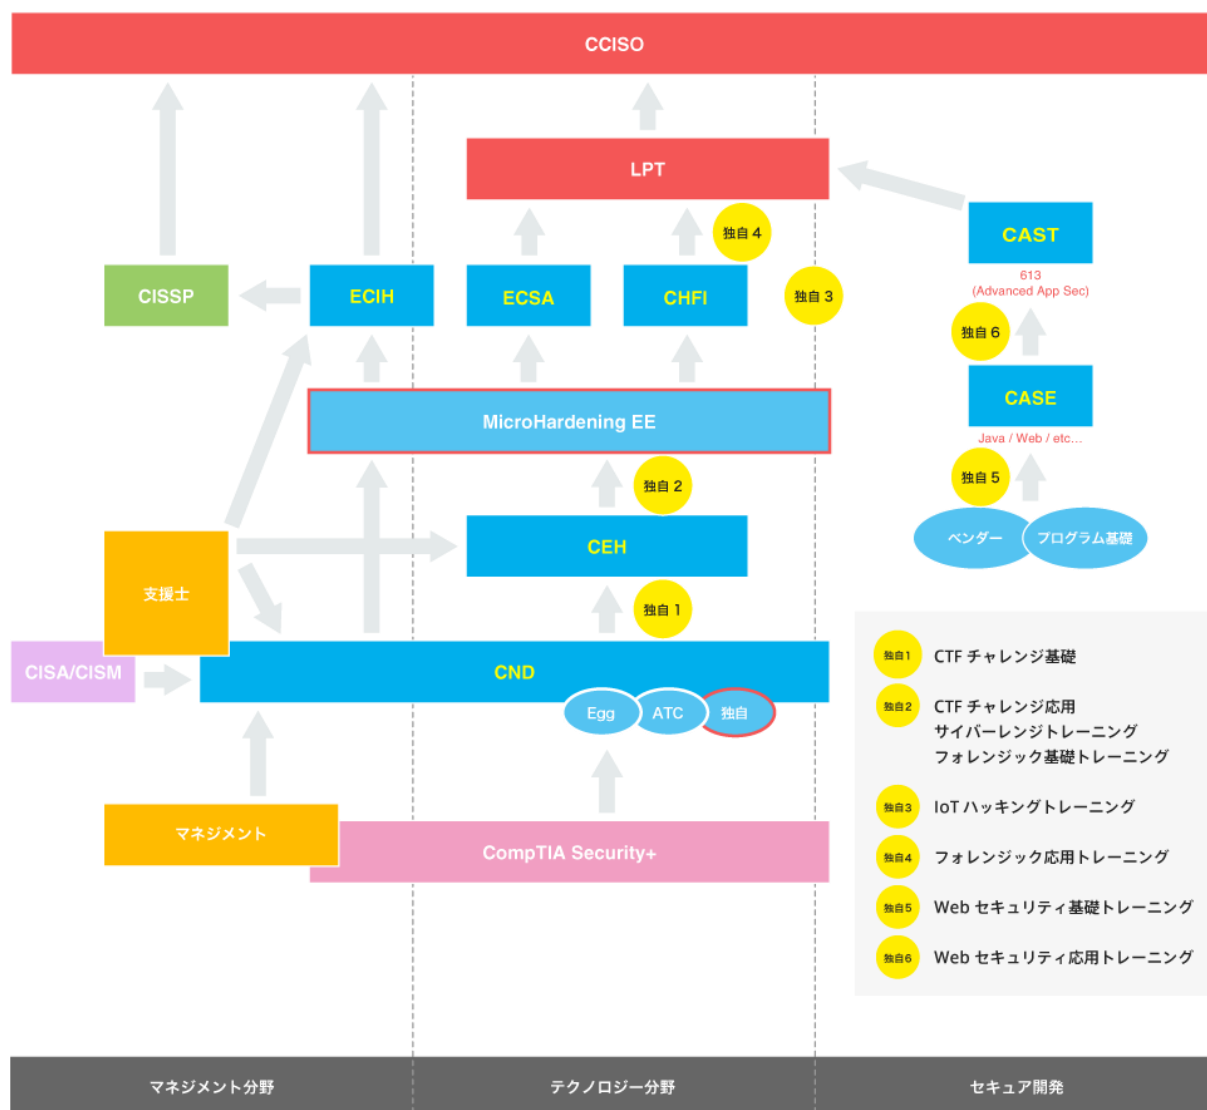 CCISO
LPT
独自 4
CAST
613
(Advanced App Sec)
CISSP
ECIH
ECSA
CHFI
独自 3
独自 6
CASE
Java / Web / etc...
MicroHardening EE
独自 5
独自 2
ベンダー
プログラム基礎
CEH
支援士
独自 1
CISA/CISM
CND
Egg
ATC
独自
マネジメント
CompTIA Security+
独自1 CTF チャレンジ基礎
独自2 CTF チャレンジ応用
サイバーレンジトレーニング
フォレンジック基礎トレーニング
独自3 IoT ハッキングトレーニング
独自4 フォレンジック応用トレーニング
独自5 Web セキュリティ基礎トレーニング
独自6 Web セキュリティ応用トレーニング
マネジメント分野
テクノロジー分野
セキュア開発